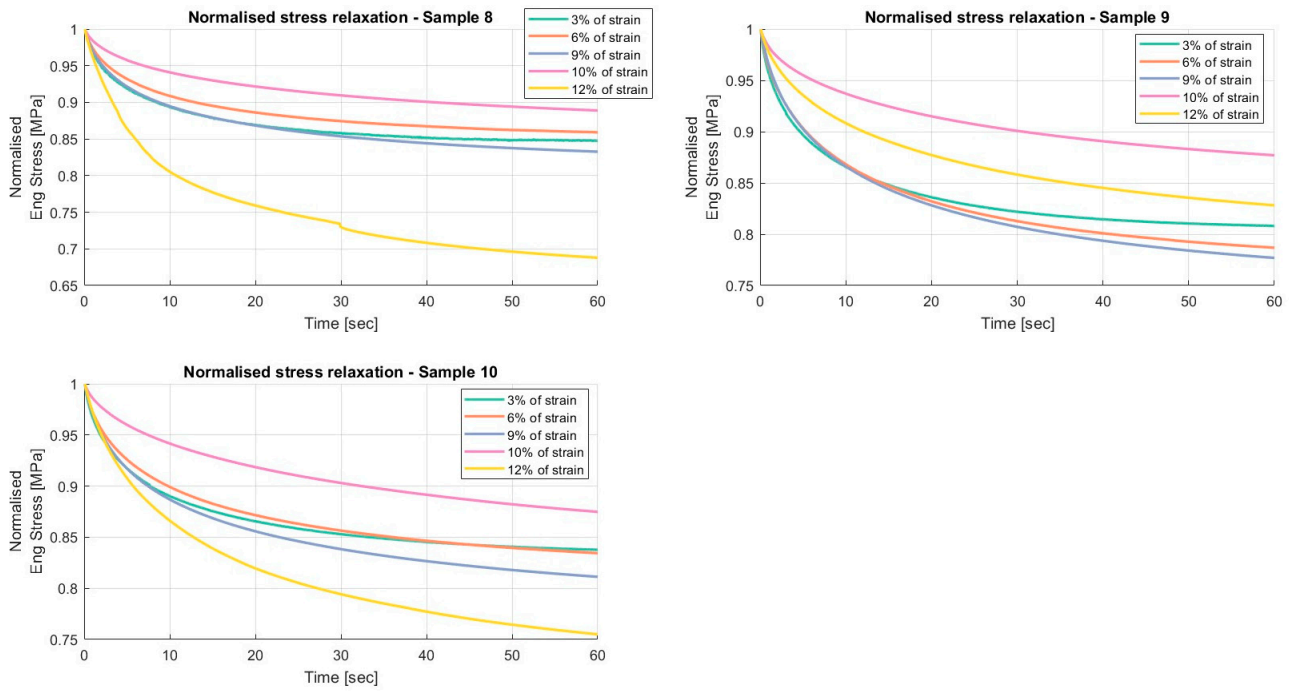 Normalised stress relaxation - Sample 8
3% of strain
6% of strain
9% of strain
10% of strain
12% of strain
1
0.95
0.9
0.85
0.8
0.75
0.7
0.65
Normalised
Eng Stress [MPa]
0 10 20 30 40 50 60
Time [sec]
Normalised stress relaxation - Sample 9
3% of strain
6% of strain
9% of strain
10% of strain
12% of strain
1
0.95
0.9
0.85
0.8
0.75
Normalised
Eng Stress [MPa]
0 10 20 30 40 50 60
Time [sec]
Normalised stress relaxation - Sample 10
3% of strain
6% of strain
9% of strain
10% of strain
12% of strain
1
0.95
0.9
0.85
0.8
0.75
Normalised
Eng Stress [MPa]
0 10 20 30 40 50 60
Time [sec]